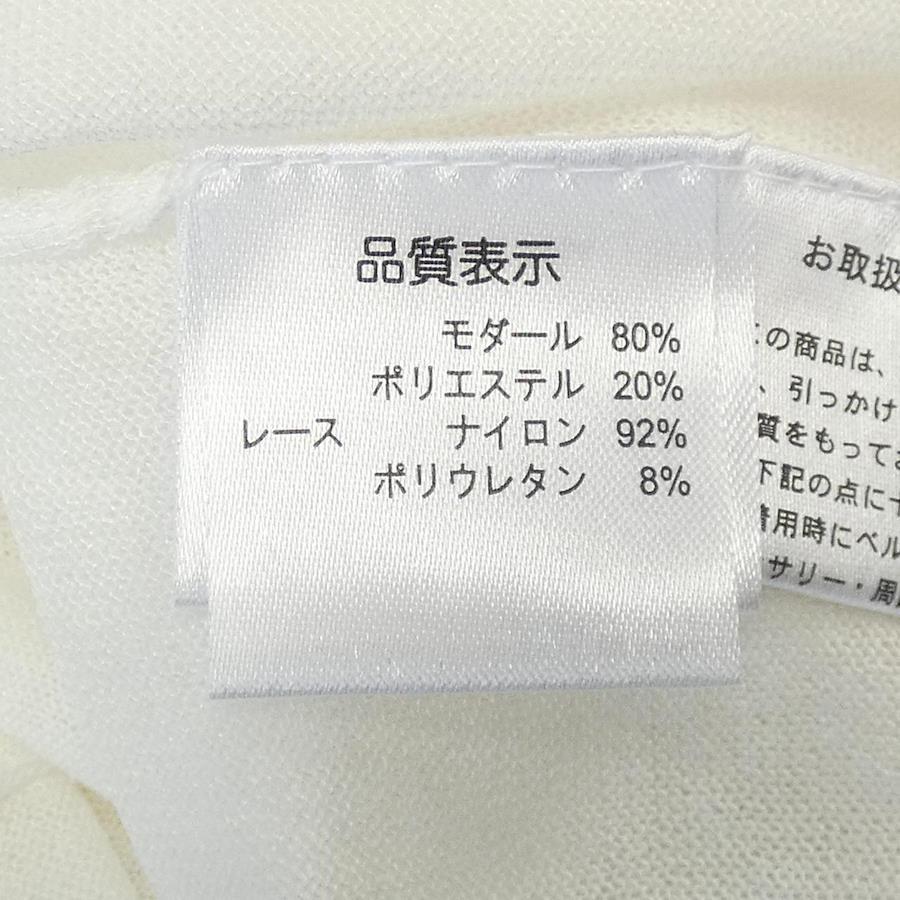 品質表示
モダール 80%
ポリエステル 20%
レース ナイロン 92%
ポリウレタン 8%
お取扱
の商品は、
、引っかけ
質をもってお
下記の点に十
着用時にベル
サリー・周